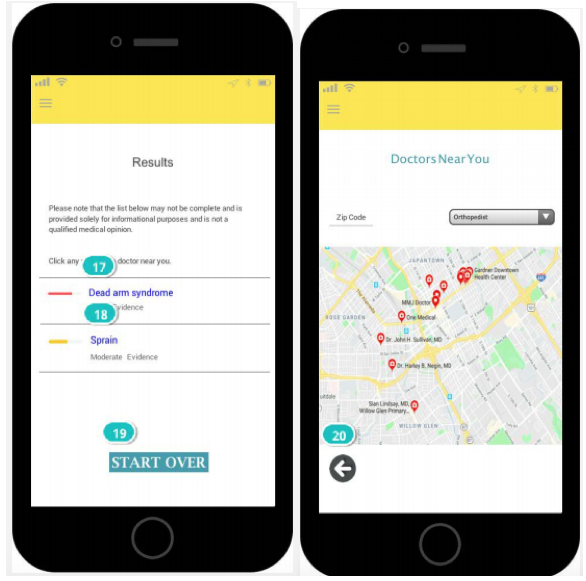 Results
Please note that the list below may not be complete and is
provided solely for informational purposes and is not a
qualified medical opinion.
Click any
17
doctor near you.
Dead arm syndrome
18
vidence
Sprain
Moderate Evidence
19
START OVER
Doctors Near You
Zip Code
Orthopedist
JAPANTOWN
Gardner Downtown
Health Center
MMJ Doctor
One Medical
ROSE GARDEN
Dr. John H. Sullivan, MD
Dr. Harley B. Negin, MD
Sian Lindsay, MD,
Willow Glen Primary...
WILLOW GLEN
20